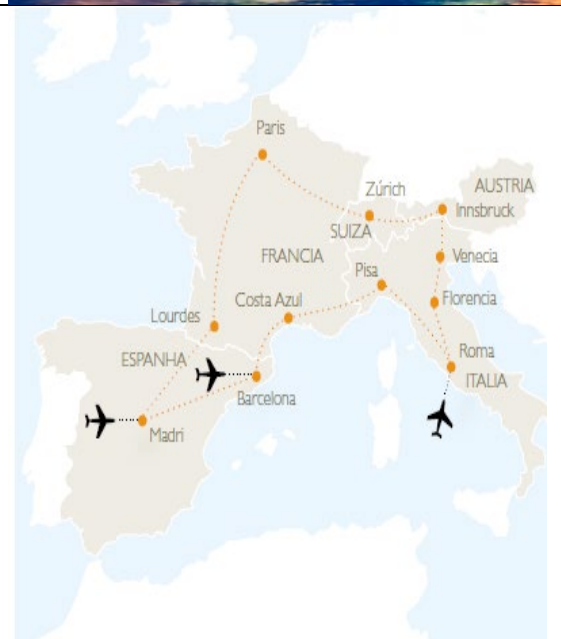 Paris
Zúrich
AUSTRIA
Innsbruck
SUIZA
FRANCIA
Venecia
Pisa
Costa Azul
Florencia
Lourdes
Roma
ESPANHA
ITALIA
Barcelona
Madri